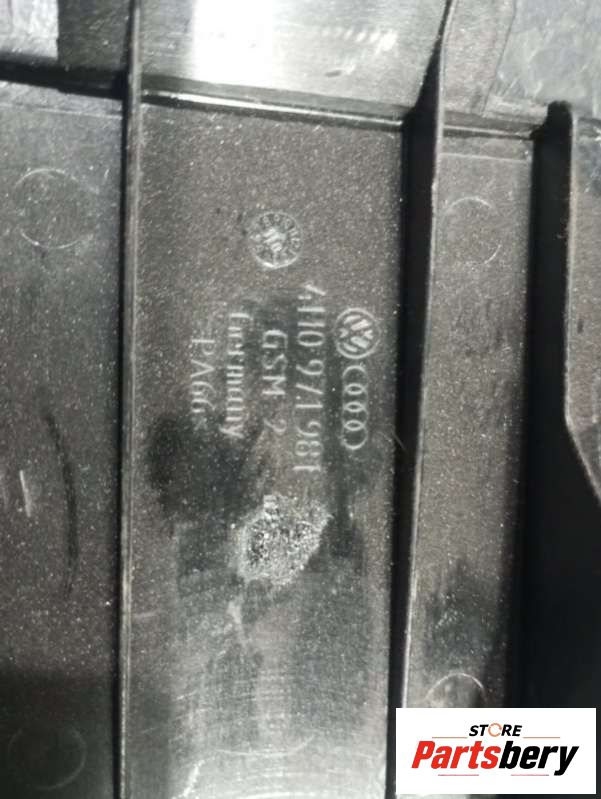 4H0.971.981
GSM 2
Germany
>PA66<
STORE
Partsbery